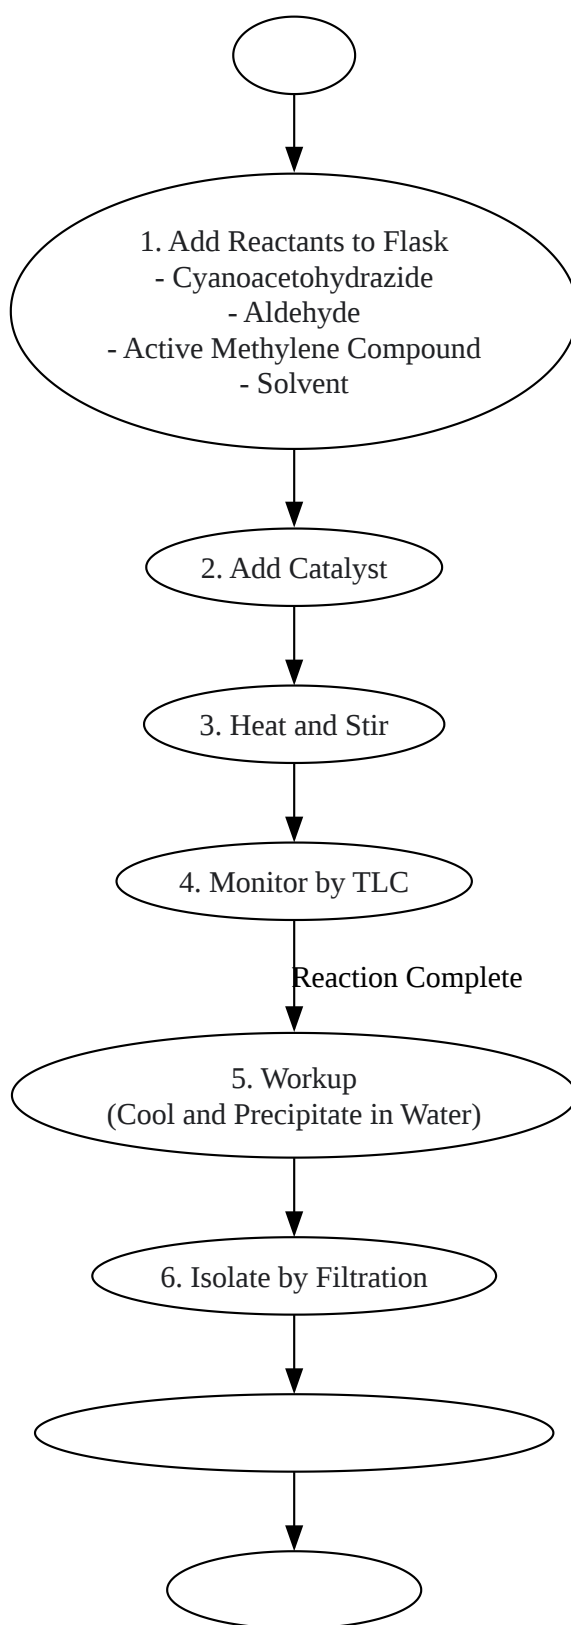 1. Add Reactants to Flask
- Cyanoacetohydrazide
- Aldehyde
- Active Methylene Compound
- Solvent
2. Add Catalyst
3. Heat and Stir
4. Monitor by TLC
Reaction Complete
5. Workup
(Cool and Precipitate in Water)
6. Isolate by Filtration